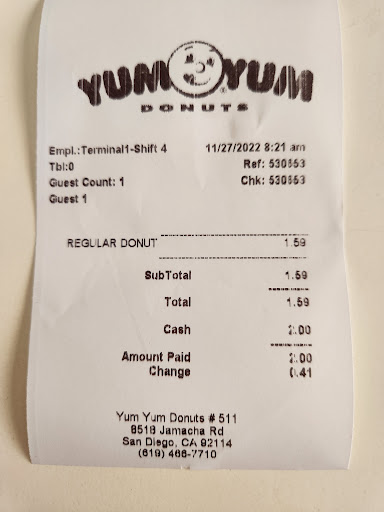 YUM YUM
DONUTS
Empl.:Terminal1-Shift 4 11/27/2022 8:21 am
Tbl:0 Ref: 530553
Guest Count: 1 Chk: 530553
Guest 1
REGULAR DONUT 1.59
SubTotal 1.59
Total 1.59
Cash 2.00
Amount Paid 2.00
Change 0.41
Yum Yum Donuts # 511
8518 Jamacha Rd
San Diego, CA 92114
(619) 466-7710